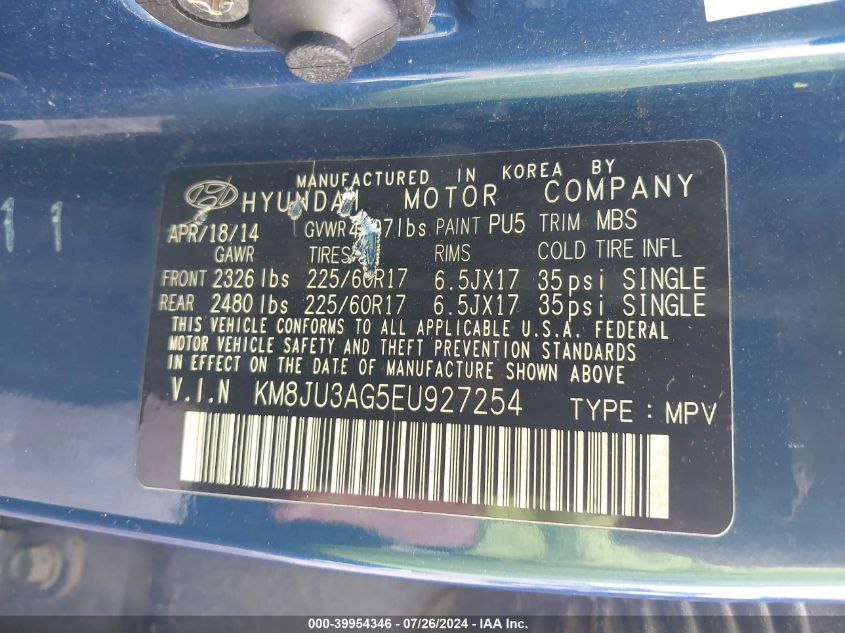 11
MANUFACTURED IN KOREA BY
HYUNDAI MOTOR COMPANY
APR/18/14 PAINT PU5 TRIM MBS
GAWR TIRES RIMS COLD TIRE INFL
FRONT 2326 lbs 225/60R17 6.5JX17 35psi SINGLE
REAR 2480 lbs 225/60R17 6.5JX17 35psi SINGLE
THIS VEHICLE CONFORMS TO ALL APPLICABLE U.S.A. FEDERAL
MOTOR VEHICLE SAFETY AND THEFT PREVENTION STANDARDS
IN EFFECT ON THE DATE OF MANUFACTURE SHOWN ABOVE
V.I.N KM8JU3AG5EU927254 TYPE : MPV
000-39954346 - 07/26/2024 - IAA Inc.